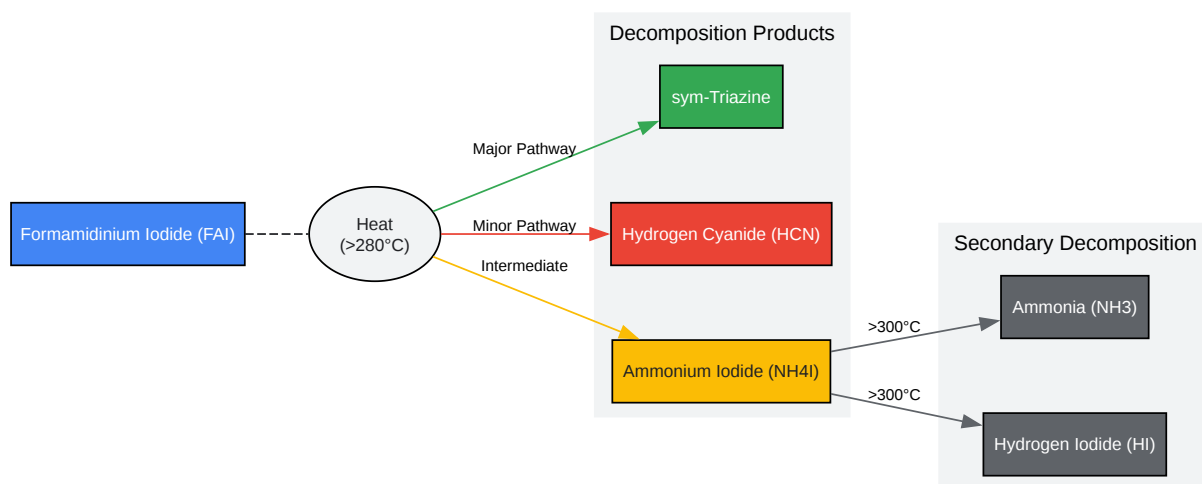 Decomposition Products
sym-Triazine
Major Pathway
Formamidinium Iodide (FAI)
Heat
(>280°C)
Minor Pathway
Hydrogen Cyanide (HCN)
Intermediate
Ammonium Iodide (NH4I)
Secondary Decomposition
>300°C
Ammonia (NH3)
>300°C
Hydrogen Iodide (HI)